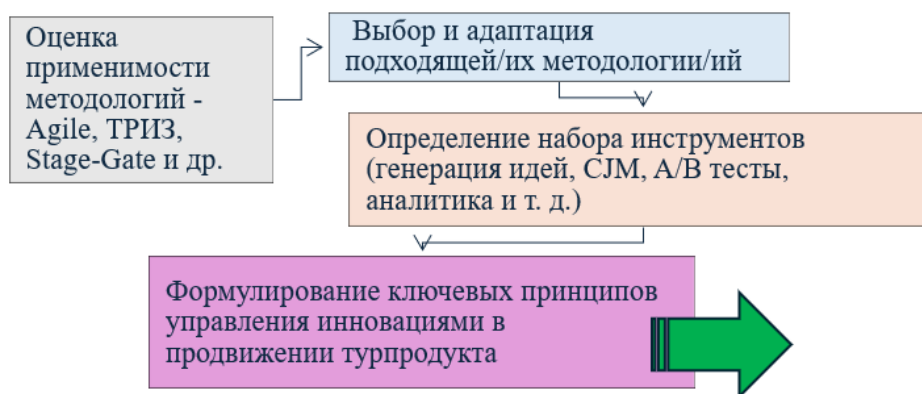 Оценка
применимости
методологий -
Agile, ТРИЗ,
Stage-Gate и др.
Выбор и адаптация
подходящей/их методологии/ий
Определение набора инструментов
(генерация идей, CJM, A/B тесты,
аналитика и т. д.)
Формулирование ключевых принципов
управления инновациями в
продвижении турпродукта